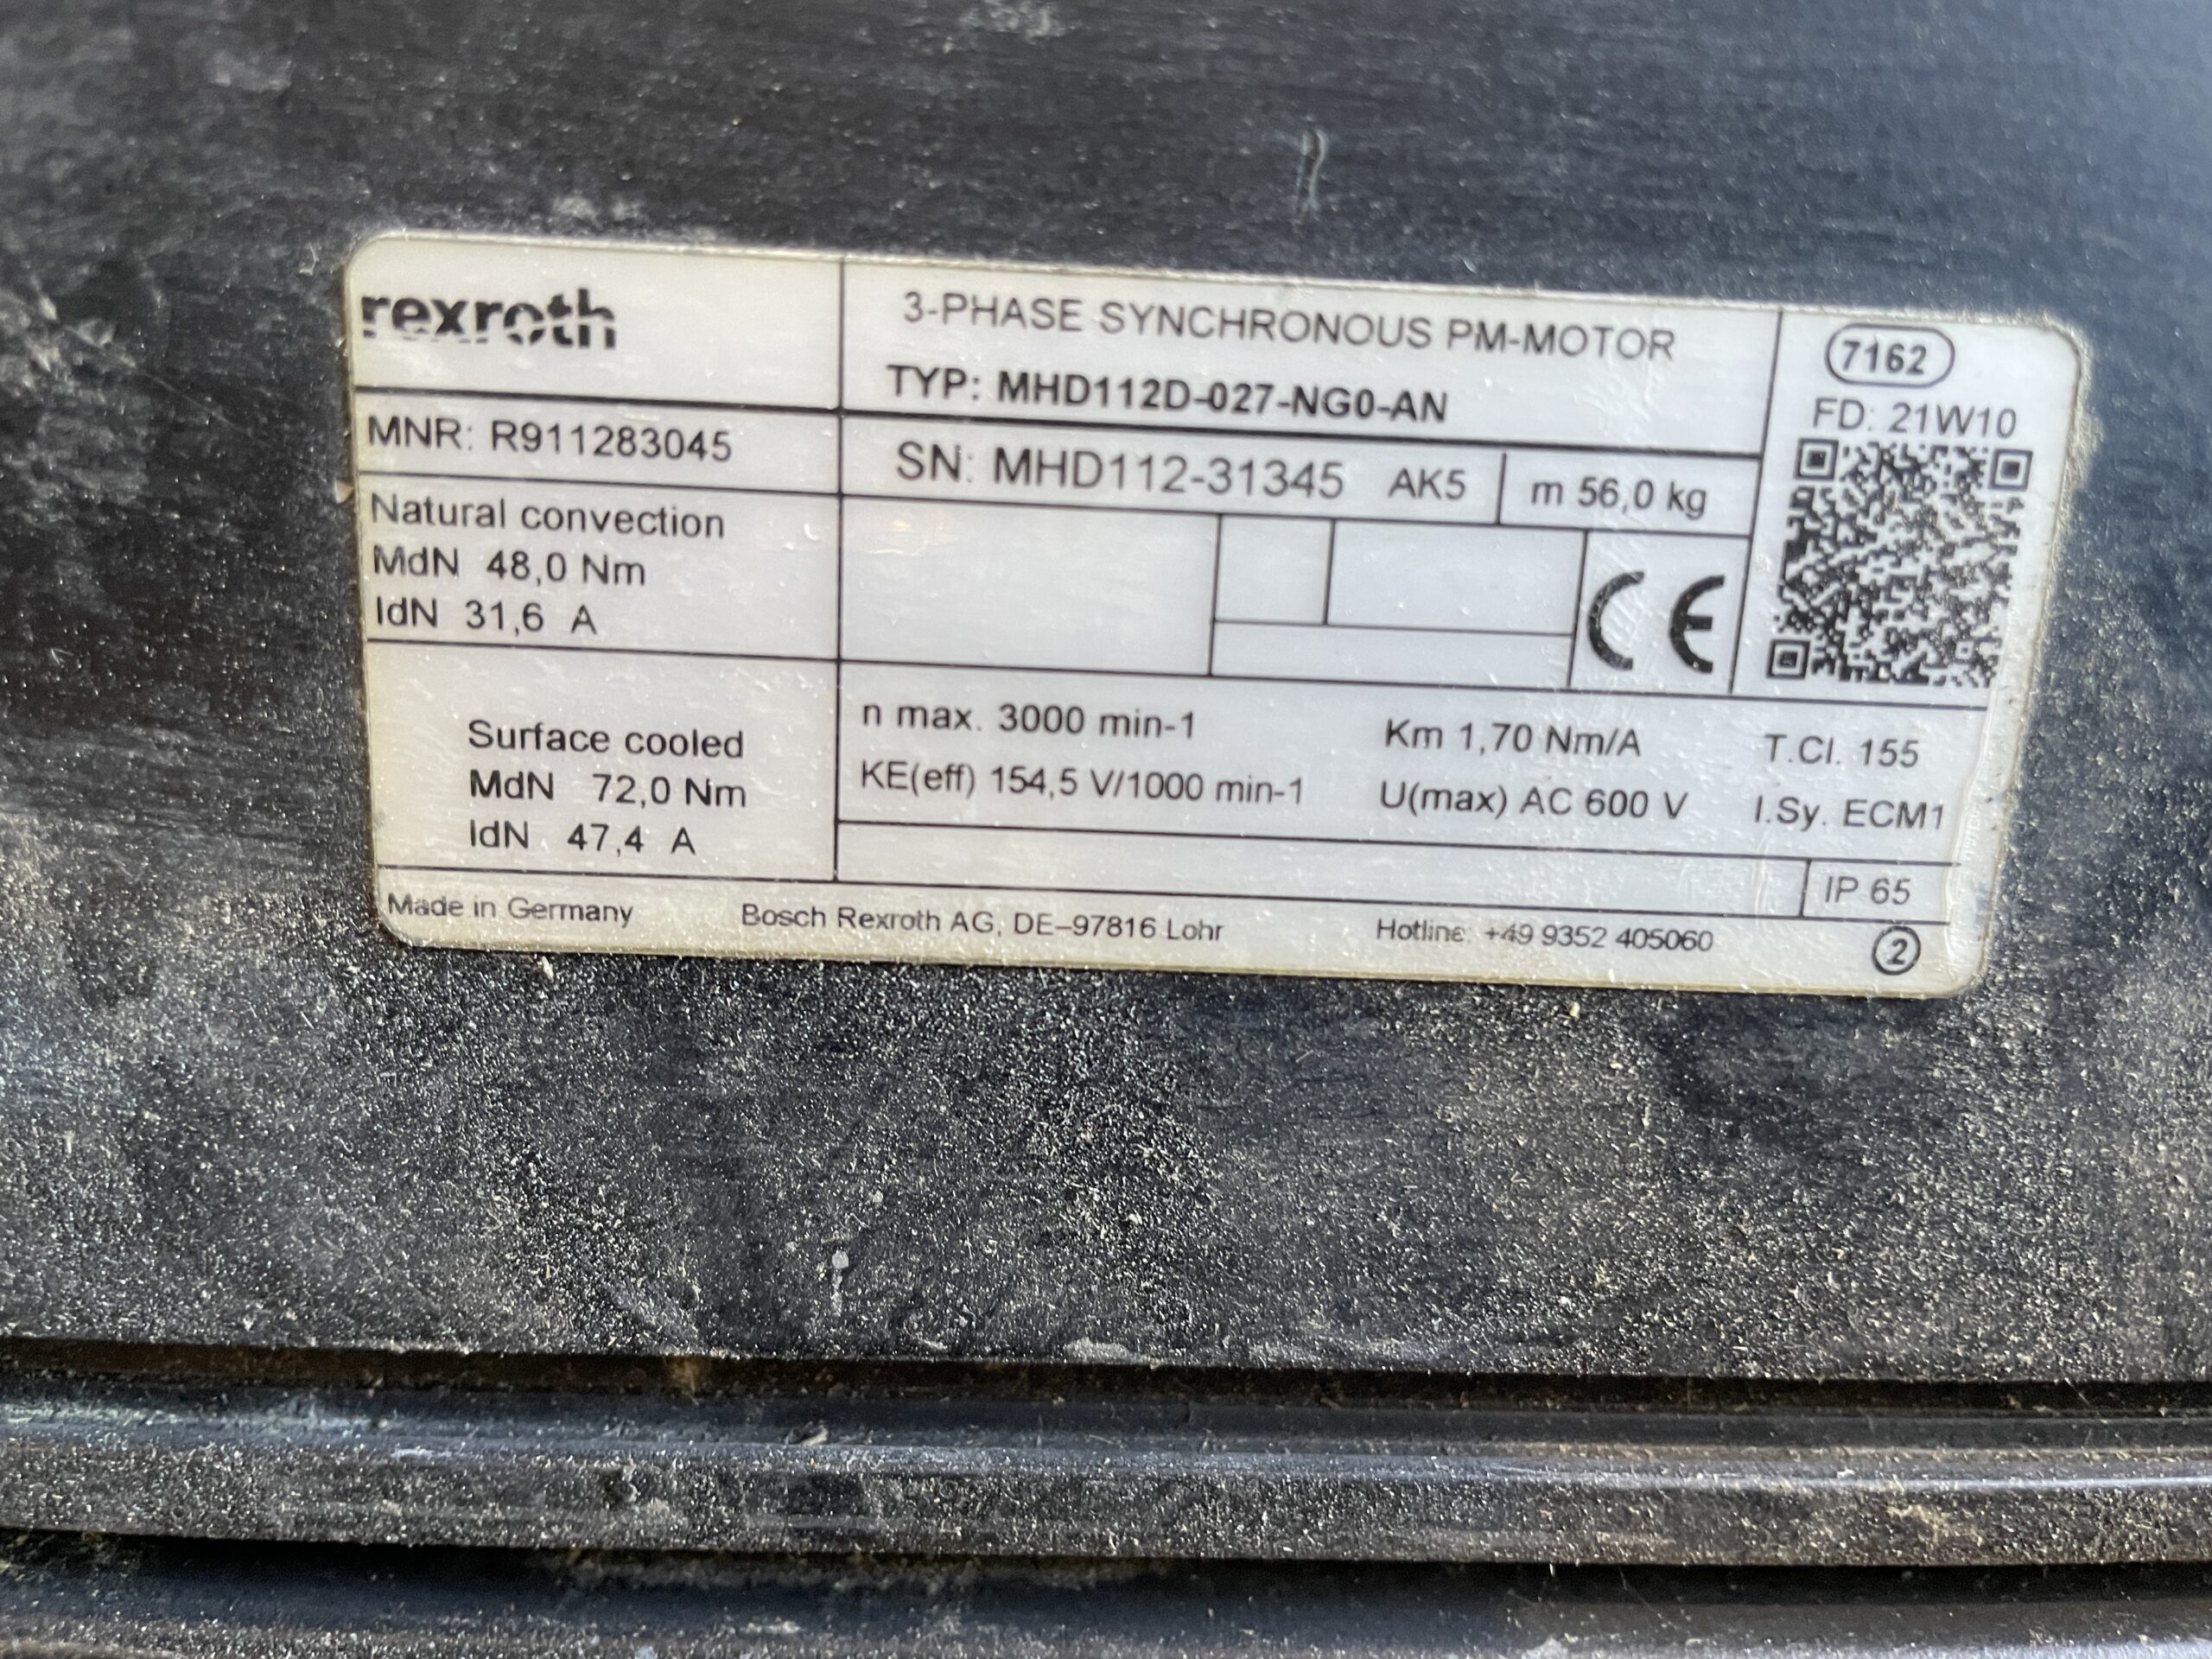 rexroth
3-PHASE SYNCHRONOUS PM-MOTOR
TYP: MHD112D-027-NG0-AN
7162
FD: 21W10
MNR: R911283045
SN: MHD112-31345 AK5
m 56,0 kg
Natural convection
MdN 48,0 Nm
IdN 31,6 A
CE
Surface cooled
MdN 72,0 Nm
IdN 47,4 A
n max. 3000 min-1 Km 1,70 Nm/A T.Cl. 155
KE(eff) 154,5 V/1000 min-1 U(max) AC 600 V I.Sy. ECM1
IP 65
Made in Germany Bosch Rexroth AG, DE–97816 Lohr Hotline: +49 9352 405060 2